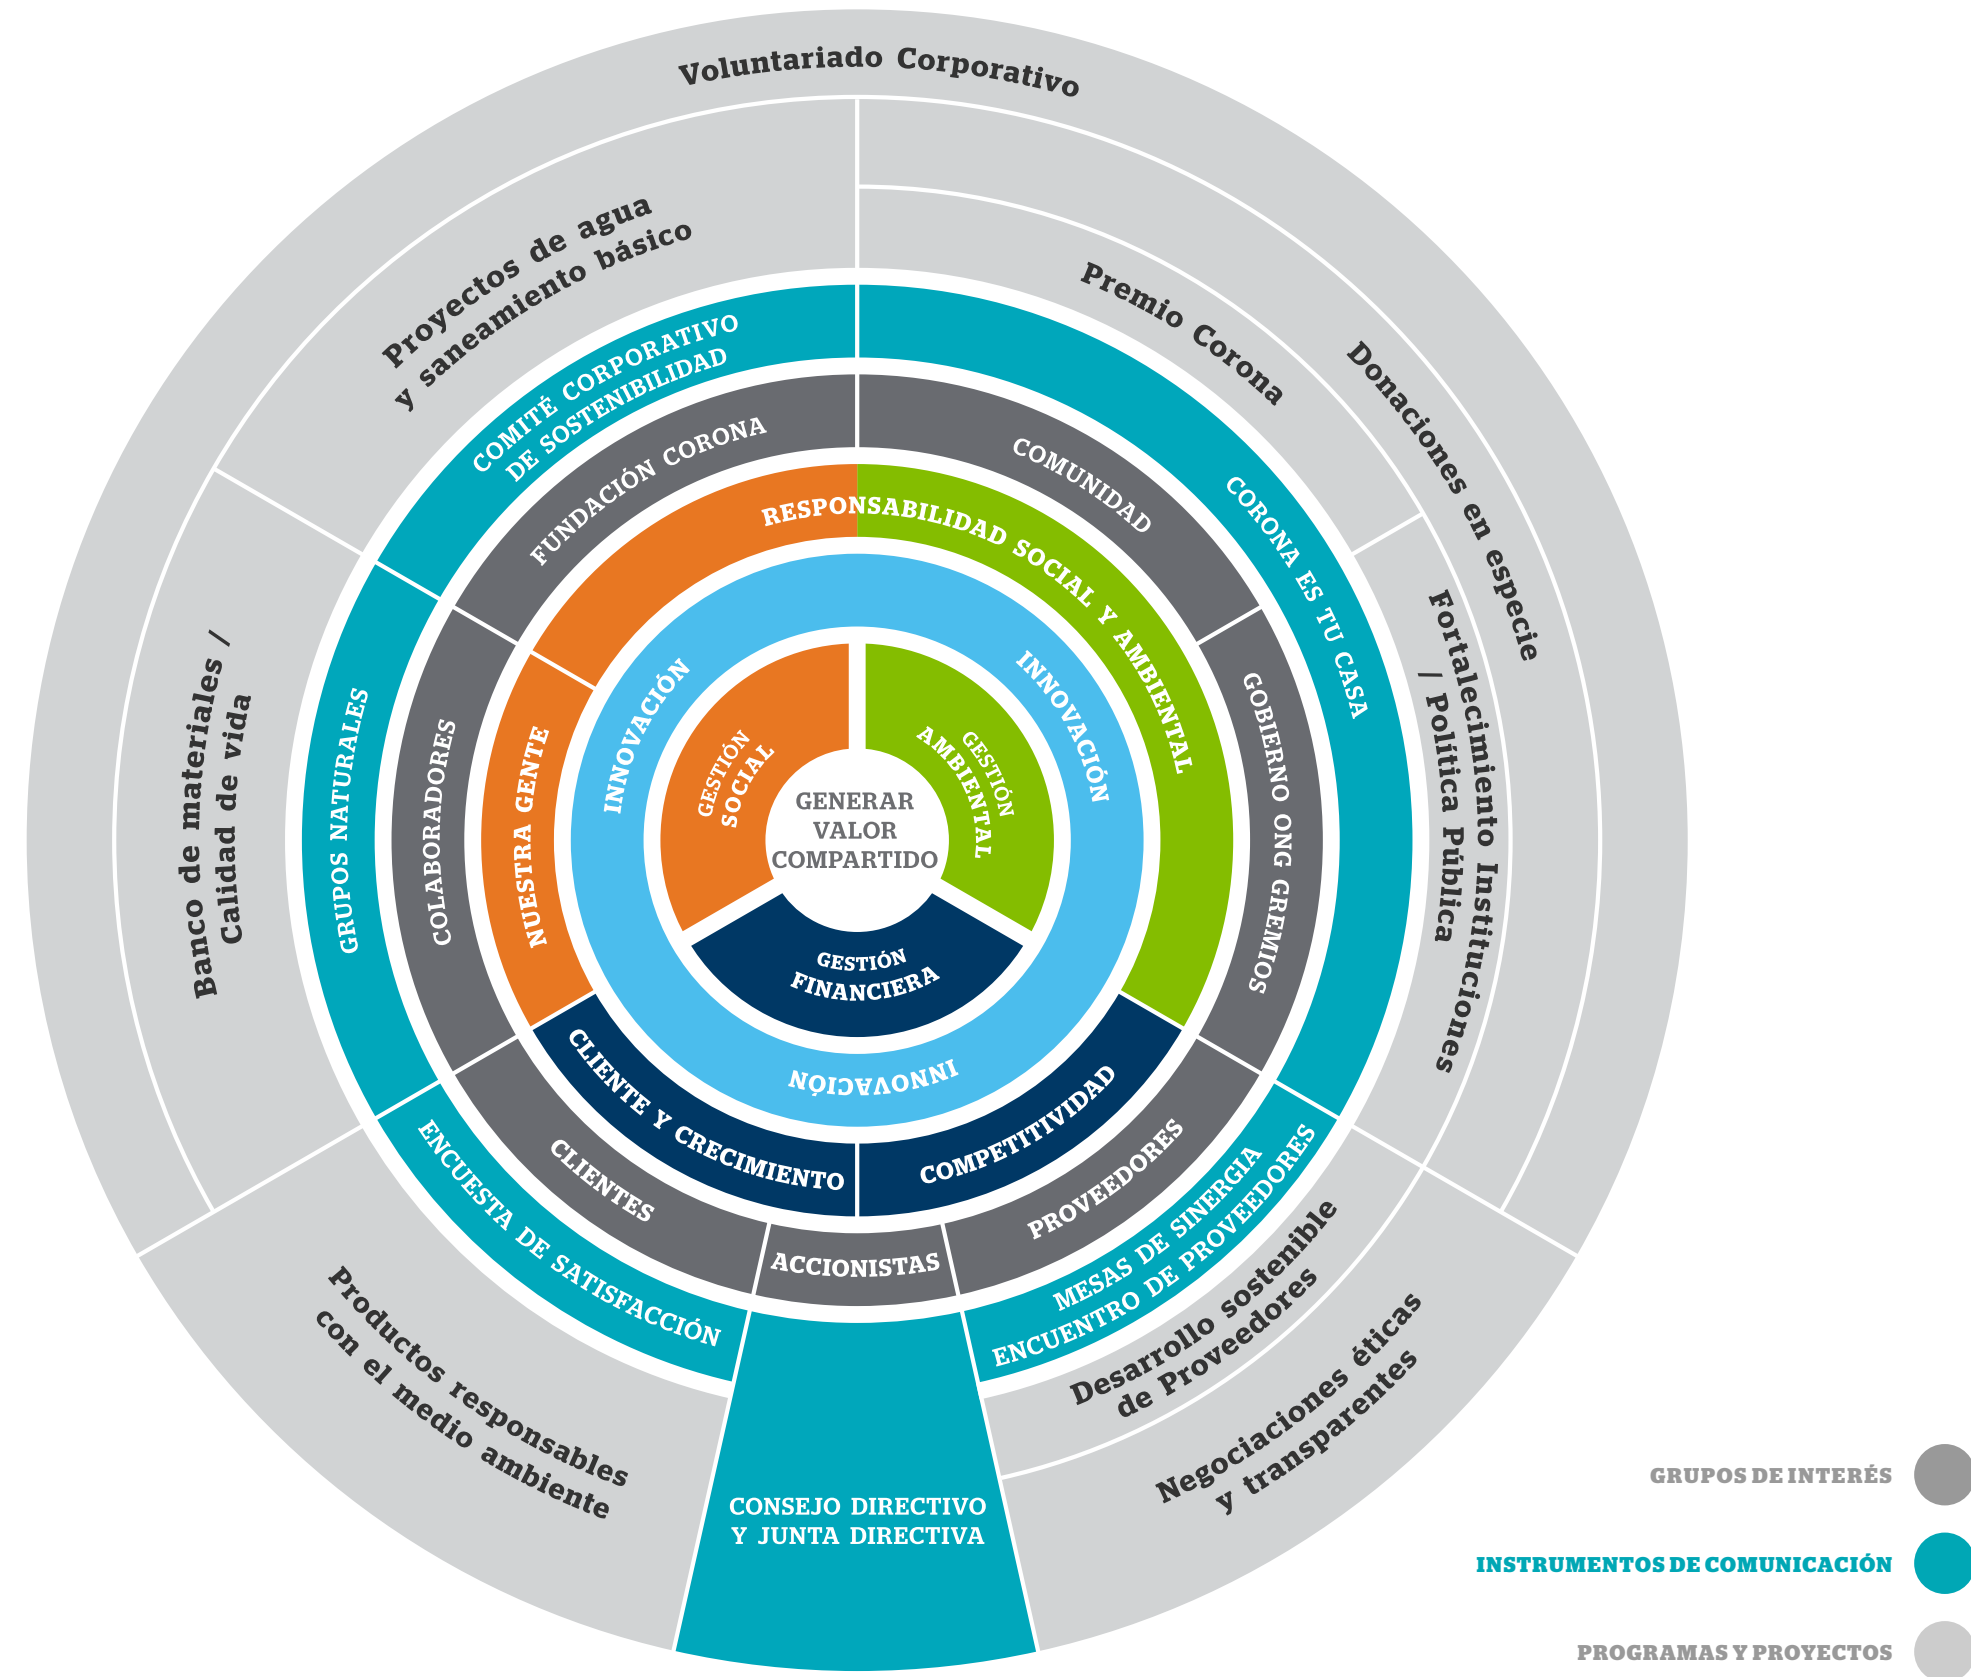 Voluntariado Corporativo
Proyectos de agua
y saneamiento básico
Premio Corona
Donaciones en especie
Fortalecimiento Instituciones
/ Política Pública
Banco de materiales /
Calidad de vida
Productos responsables
con el medio ambiente
Desarrollo sostenible
de Proveedores
Negociaciones éticas
y transparentes
COMITÉ CORPORATIVO
DE SOSTENIBILIDAD
CORONA ES TU CASA
GRUPOS NATURALES
ENCUESTA DE SATISFACCIÓN
MESAS DE SINERGIA
ENCUENTRO DE PROVEEDORES
CONSEJO DIRECTIVO
Y JUNTA DIRECTIVA
FUNDACIÓN CORONA
COMUNIDAD
GOBIERNO ONG GREMIOS
COLABORADORES
CLIENTES
ACCIONISTAS
PROVEEDORES
RESPONSABILIDAD SOCIAL Y AMBIENTAL
NUESTRA GENTE
CLIENTE Y CRECIMIENTO
COMPETITIVIDAD
INNOVACIÓN
INNOVACIÓN
INNOVACIÓN
GESTIÓN
SOCIAL
GESTIÓN
AMBIENTAL
GESTIÓN
FINANCIERA
GENERAR
VALOR
COMPARTIDO
GRUPOS DE INTERÉS
INSTRUMENTOS DE COMUNICACIÓN
PROGRAMAS Y PROYECTOS